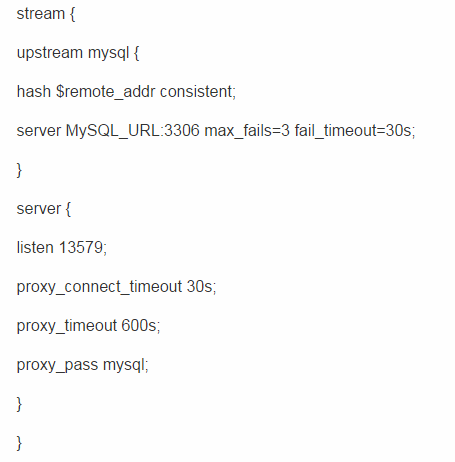 stream {
upstream mysql {
hash $remote_addr consistent;
server MySQL_URL:3306 max_fails=3 fail_timeout=30s;
}
server {
listen 13579;
proxy_connect_timeout 30s;
proxy_timeout 600s;
proxy_pass mysql;
}
}